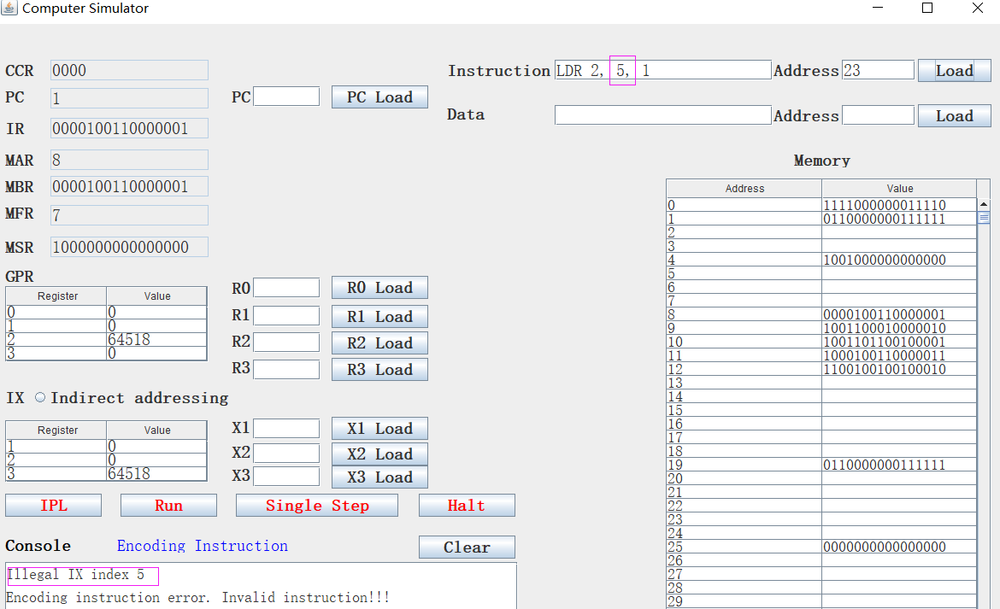 Computer Simulator
CCR 0000
Instruction LDR 2, 5, 1 Address 23 Load
PC 1
PC PC Load
Data Address Load
IR 0000100110000001
MAR 8
MBR 0000100110000001
MFR 7
MSR 1000000000000000
GPR
Register Value
0 0
1 0
2 64518
3 0
R0 R0 Load
R1 R1 Load
R2 R2 Load
R3 R3 Load
IX Indirect addressing
Register Value
1 0
2 0
3 64518
X1 X1 Load
X2 X2 Load
X3 X3 Load
IPL Run Single Step Halt
Console Encoding Instruction Clear
Illegal IX index 5
Encoding instruction error. Invalid instruction!!!
Memory
Address Value
0 1111000000011110
1 0110000000111111
2
3
4 1001000000000000
5
6
7
8 0000100110000001
9 1001100010000010
10 1001101100100001
11 1000100110000011
12 1100100100100010
13
14
15
16
17
18
19 0110000000111111
20
21
22
23
24
25 0000000000000000
26
27
28
29